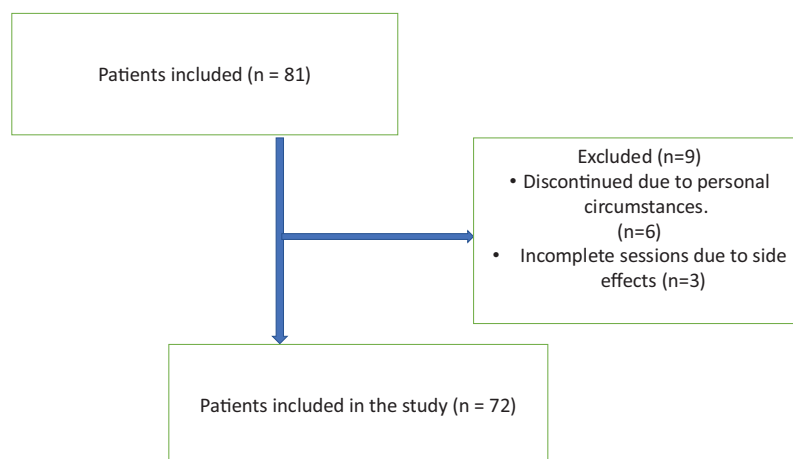 Patients included (n = 81)
Excluded (n=9)
• Discontinued due to personal
circumstances.
(n=6)
• Incomplete sessions due to side
effects (n=3)
Patients included in the study (n = 72)